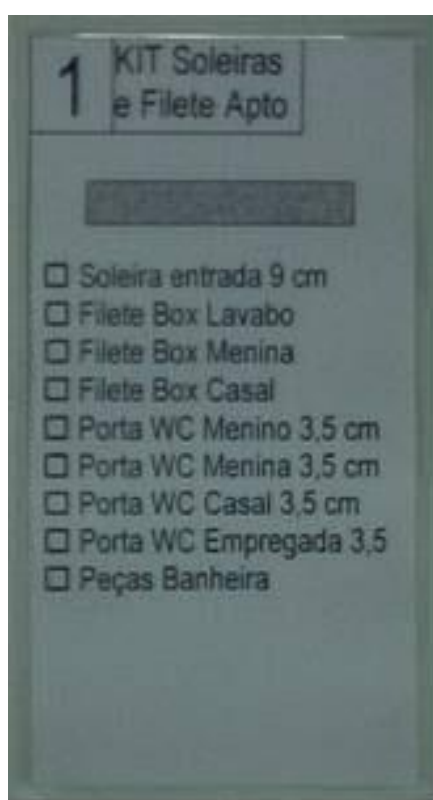 1
KIT Soleiras
e Filete Apto
☐ Soleira entrada 9 cm
☐ Filete Box Lavabo
☐ Filete Box Menina
☐ Filete Box Casal
☐ Porta WC Menino 3,5 cm
☐ Porta WC Menina 3,5 cm
☐ Porta WC Casal 3,5 cm
☐ Porta WC Empregada 3,5
☐ Peças Banheira